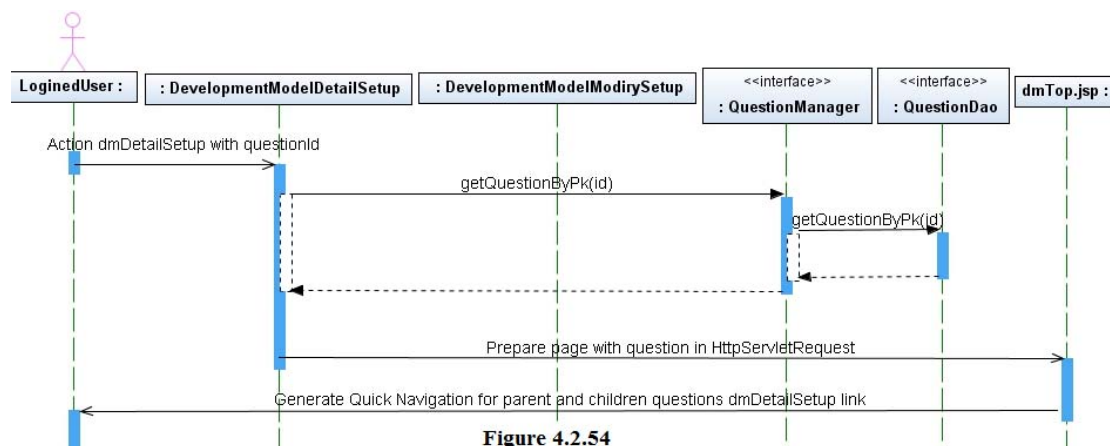 LoginedUser :
: DevelopmentModelDetailSetup
: DevelopmentModelModirySetup
<<interface>>
: QuestionManager
<<interface>>
: QuestionDao
dmTop.jsp :
Action dmDetailSetup with questionId
getQuestionByPk(id)
getQuestionByPk(id)
Prepare page with question in HttpServletRequest
Generate Quick Navigation for parent and children questions dmDetailSetup link
Figure 4.2.54